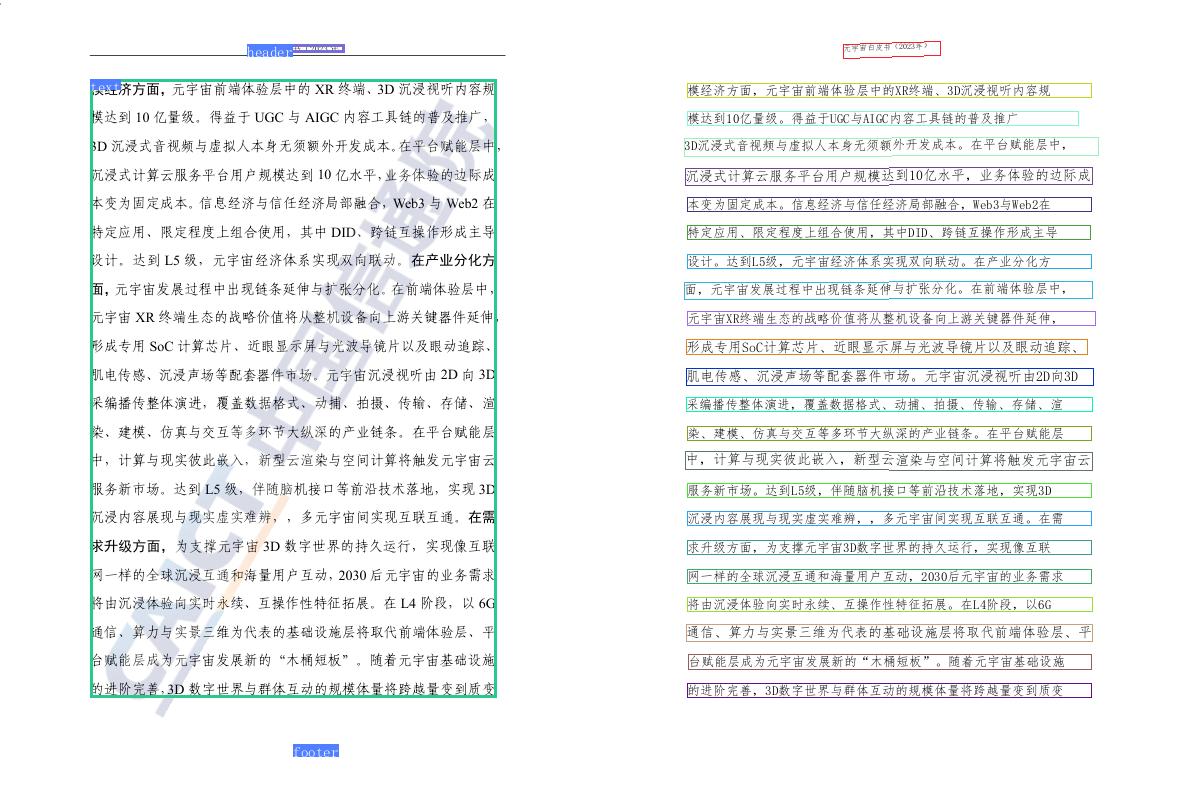 header
text
模经济方面，元宇宙前端体验层中的 XR 终端、3D 沉浸视听内容规
模达到 10 亿量级。得益于 UGC 与 AIGC 内容工具链的普及推广，
3D 沉浸式音视频与虚拟人本身无须额外开发成本。在平台赋能层中，
沉浸式计算云服务平台用户规模达到 10 亿水平，业务体验的边际成
本变为固定成本。信息经济与信任经济局部融合，Web3 与 Web2 在
特定应用、限定程度上组合使用，其中 DID、跨链互操作形成主导
设计。达到 L5 级，元宇宙经济体系实现双向联动。在产业分化方
面，元宇宙发展过程中出现链条延伸与扩张分化。在前端体验层中，
元宇宙 XR 终端生态的战略价值将从整机设备向上游关键器件延伸，
形成专用 SoC 计算芯片、近眼显示屏与光波导镜片以及眼动追踪、
肌电传感、沉浸声场等配套器件市场。元宇宙沉浸视听由 2D 向 3D
采编播传整体演进，覆盖数据格式、动捕、拍摄、传输、存储、渲
染、建模、仿真与交互等多环节大纵深的产业链条。在平台赋能层
中，计算与现实彼此嵌入，新型云渲染与空间计算将触发元宇宙云
服务新市场。达到 L5 级，伴随脑机接口等前沿技术落地，实现 3D
沉浸内容展现与现实虚实难辨，，多元宇宙间实现互联互通。在需
求升级方面，为支撑元宇宙 3D 数字世界的持久运行，实现像互联
网一样的全球沉浸互通和海量用户互动，2030 后元宇宙的业务需求
将由沉浸体验向实时永续、互操作性特征拓展。在 L4 阶段，以 6G
通信、算力与实景三维为代表的基础设施层将取代前端体验层、平
台赋能层成为元宇宙发展新的“木桶短板”。随着元宇宙基础设施
的进阶完善，3D 数字世界与群体互动的规模体量将跨越量变到质变
CAICT 中国信通院
footer
元宇宙白皮书（2023年）
模经济方面，元宇宙前端体验层中的XR终端、3D沉浸视听内容规
模达到10亿量级。得益于UGC与AIGC内容工具链的普及推广
3D沉浸式音视频与虚拟人本身无须额外开发成本。在平台赋能层中，
沉浸式计算云服务平台用户规模达到10亿水平，业务体验的边际成
本变为固定成本。信息经济与信任经济局部融合，Web3与Web2在
特定应用、限定程度上组合使用，其中DID、跨链互操作形成主导
设计。达到L5级，元宇宙经济体系实现双向联动。在产业分化方
面，元宇宙发展过程中出现链条延伸与扩张分化。在前端体验层中，
元宇宙XR终端生态的战略价值将从整机设备向上游关键器件延伸，
形成专用SoC计算芯片、近眼显示屏与光波导镜片以及眼动追踪、
肌电传感、沉浸声场等配套器件市场。元宇宙沉浸视听由2D向3D
采编播传整体演进，覆盖数据格式、动捕、拍摄、传输、存储、渲
染、建模、仿真与交互等多环节大纵深的产业链条。在平台赋能层
中，计算与现实彼此嵌入，新型云渲染与空间计算将触发元宇宙云
服务新市场。达到L5级，伴随脑机接口等前沿技术落地，实现3D
沉浸内容展现与现实虚实难辨，，多元宇宙间实现互联互通。在需
求升级方面，为支撑元宇宙3D数字世界的持久运行，实现像互联
网一样的全球沉浸互通和海量用户互动，2030后元宇宙的业务需求
将由沉浸体验向实时永续、互操作性特征拓展。在L4阶段，以6G
通信、算力与实景三维为代表的基础设施层将取代前端体验层、平
台赋能层成为元宇宙发展新的“木桶短板”。随着元宇宙基础设施
的进阶完善，3D数字世界与群体互动的规模体量将跨越量变到质变